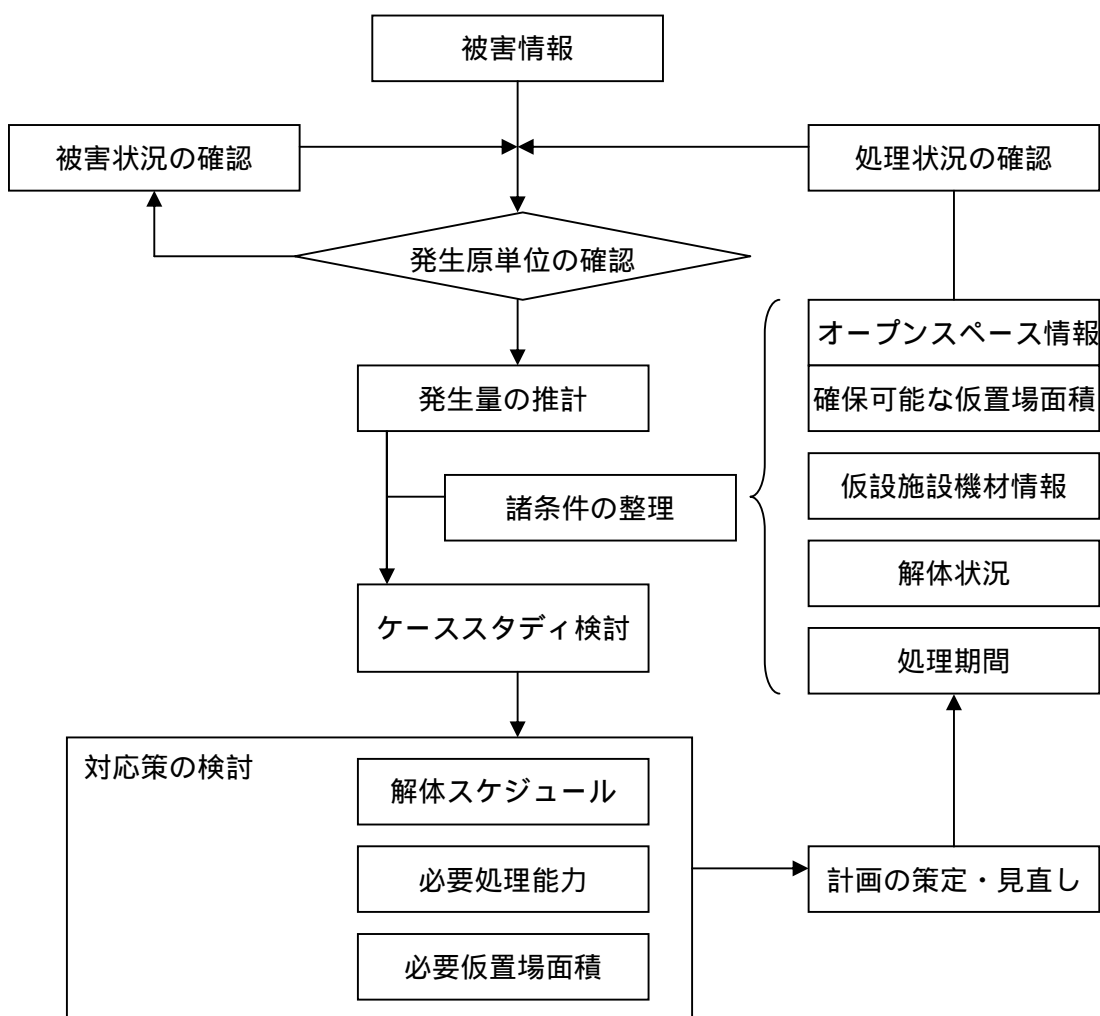 被害情報
被害状況の確認
処理状況の確認
発生原単位の確認
オープンスペース情報
発生量の推計
確保可能な仮置場面積
諸条件の整理
仮設施設機材情報
解体状況
ケーススタディ検討
処理期間
対応策の検討
解体スケジュール
必要処理能力
計画の策定・見直し
必要仮置場面積